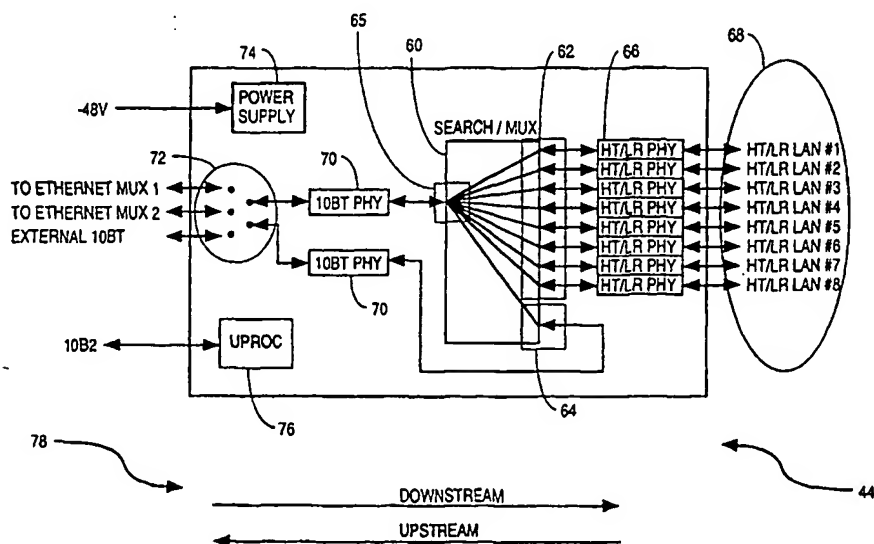 65
60
62
66
68
74
-48V
POWER
SUPPLY
SEARCH / MUX
72
70
TO ETHERNET MUX 1
TO ETHERNET MUX 2
EXTERNAL 10BT
10BT PHY
10BT PHY
70
HT/LR PHY
HT/LR PHY
HT/LR PHY
HT/LR PHY
HT/LR PHY
HT/LR PHY
HT/LR PHY
HT/LR PHY
HT/LR LAN #1
HT/LR LAN #2
HT/LR LAN #3
HT/LR LAN #4
HT/LR LAN #5
HT/LR LAN #6
HT/LR LAN #7
HT/LR LAN #8
10B2
UPROC
76
64
78
44
DOWNSTREAM
UPSTREAM